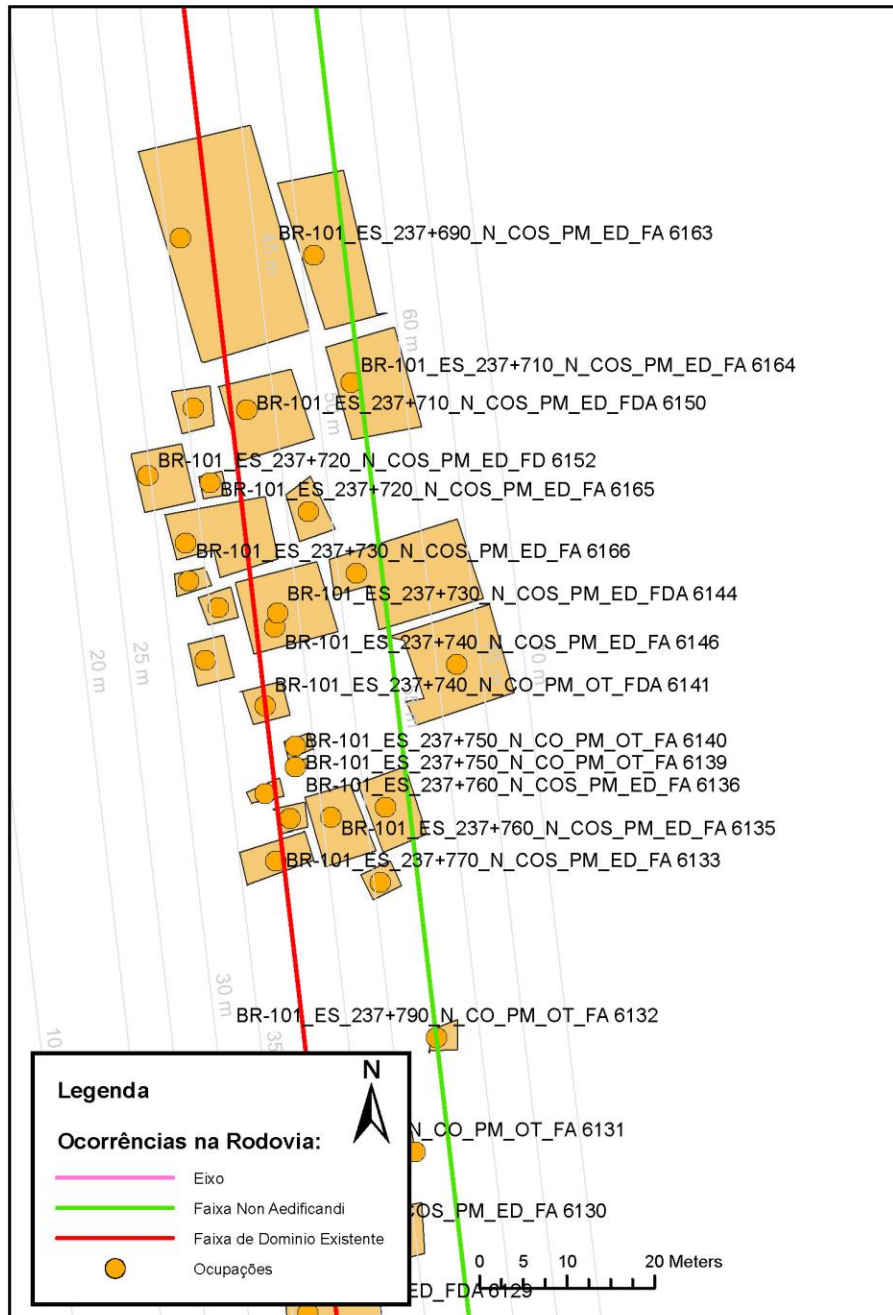 BR-101_ES_237+690_N_COS_PM_ED_FA 6163
40 m
60 m
BR-101_ES_237+710_N_COS_PM_ED_FA 6164
50 m
BR-101_ES_237+710_N_COS_PM_ED_FDA 6150
BR-101_ES_237+720_N_COS_PM_ED_FD 6152
BR-101_ES_237+720_N_COS_PM_ED_FA 6165
BR-101_ES_237+730_N_COS_PM_ED_FA 6166
BR-101_ES_237+730_N_COS_PM_ED_FDA 6144
BR-101_ES_237+740_N_COS_PM_ED_FA 6146
20 m
25 m
BR-101_ES_237+740_N_CO_PM_OT_FDA 6141
BR-101_ES_237+750_N_CO_PM_OT_FA 6140
BR-101_ES_237+750_N_CO_PM_OT_FA 6139
BR-101_ES_237+760_N_COS_PM_ED_FA 6136
BR-101_ES_237+760_N_COS_PM_ED_FA 6135
BR-101_ES_237+770_N_COS_PM_ED_FA 6133
30 m
BR-101_ES_237+790_N_CO_PM_OT_FA 6132
10
35
N_CO_PM_OT_FA 6131
COS_PM_ED_FA 6130
ED_FDA 6129
Legenda
N
Ocorrências na Rodovia:
Eixo
Faixa Non Aedificandi
Faixa de Dominio Existente
Ocupações
0 5 10 20 Meters